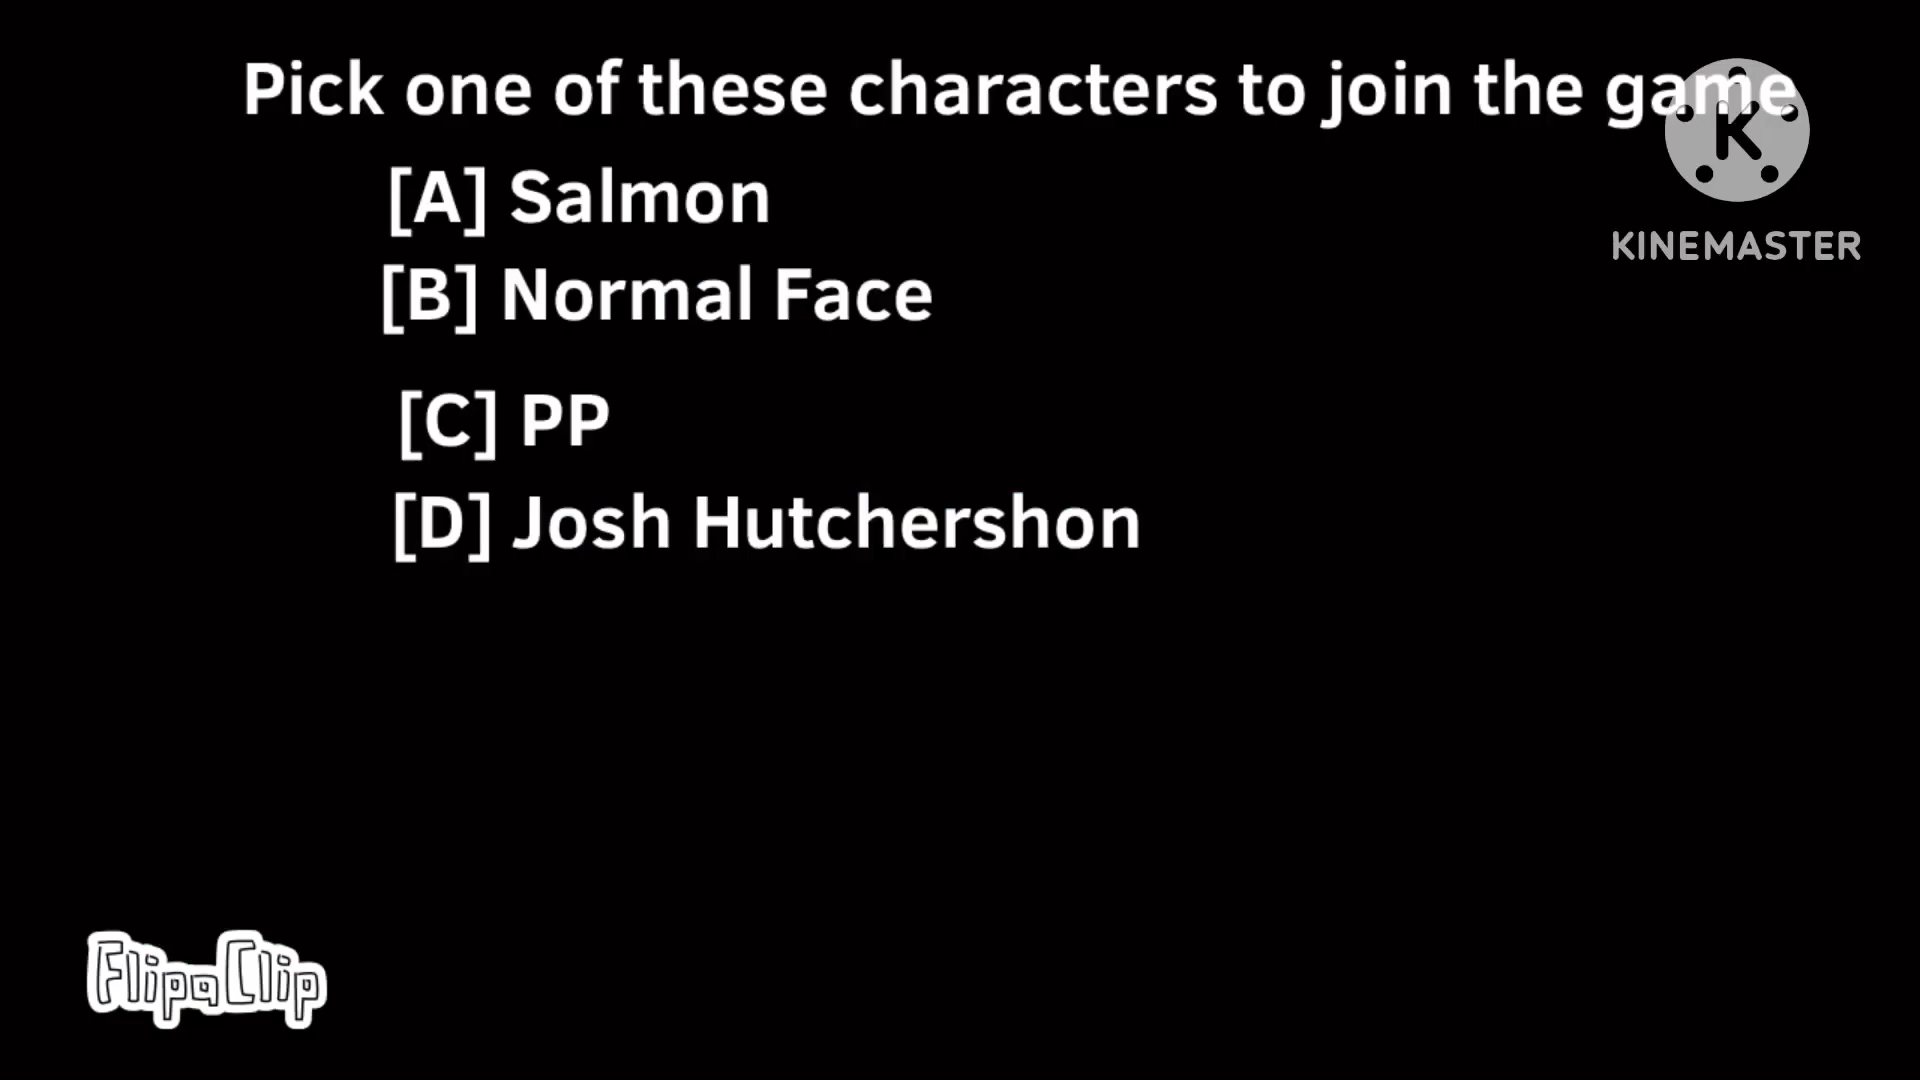 Pick one of these characters to join the game
[A] Salmon
K
KINEMASTER
[B] Normal Face
[C] PP
[D] Josh Hutchershon
FlipaClip